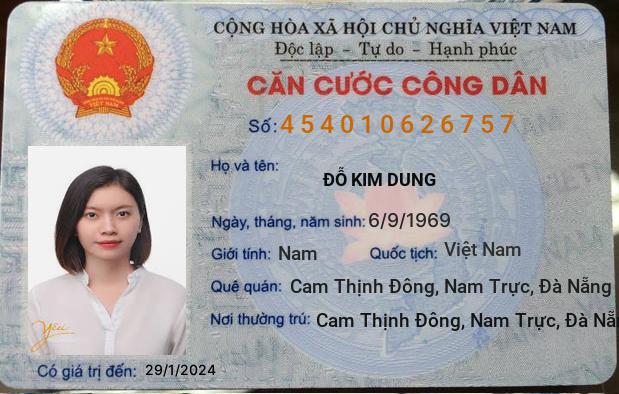 CỘNG HÒA XÃ HỘI CHỦ NGHĨA VIỆT NAM
Độc lập - Tự do - Hạnh phúc
CĂN CƯỚC CÔNG DÂN
Số: 454010626757
Họ và tên:
ĐỖ KIM DUNG
Ngày, tháng, năm sinh: 6/9/1969
Giới tính: Nam Quốc tịch: Việt Nam
Quê quán: Cam Thịnh Đông, Nam Trực, Đà Nẵng
Nơi thường trú: Cam Thịnh Đông, Nam Trực, Đà Nẵ
Yêu
Có giá trị đến: 29/1/2024
VIỆT NAM